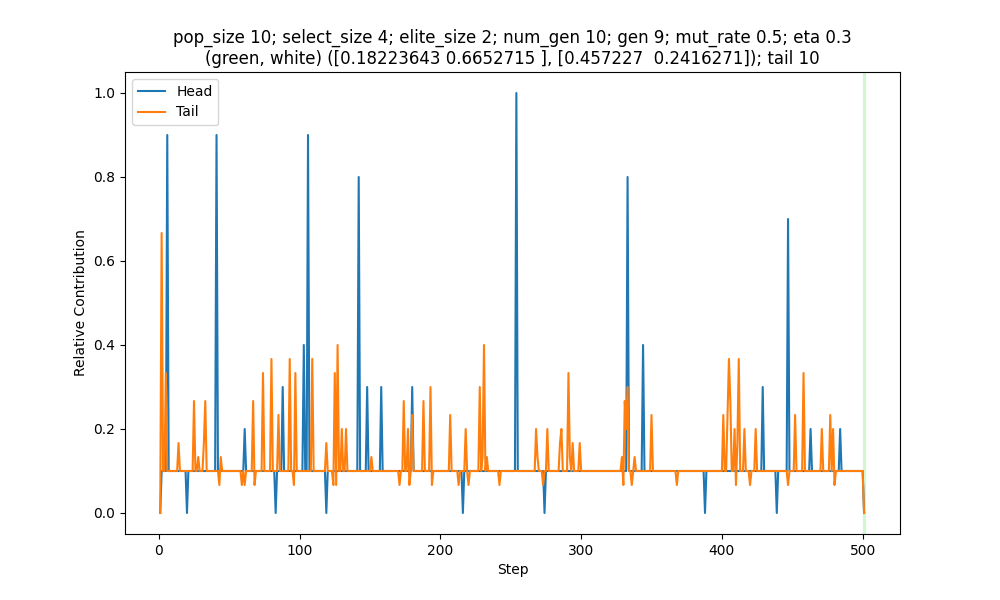 pop_size 10; select_size 4; elite_size 2; num_gen 10; gen 9; mut_rate 0.5; eta 0.3
(green, white) ([0.18223643 0.6652715 ], [0.457227  0.2416271]); tail 10
Head
Tail
1.0
0.8
0.6
0.4
0.2
0.0
Relative Contribution
0 100 200 300 400 500
Step